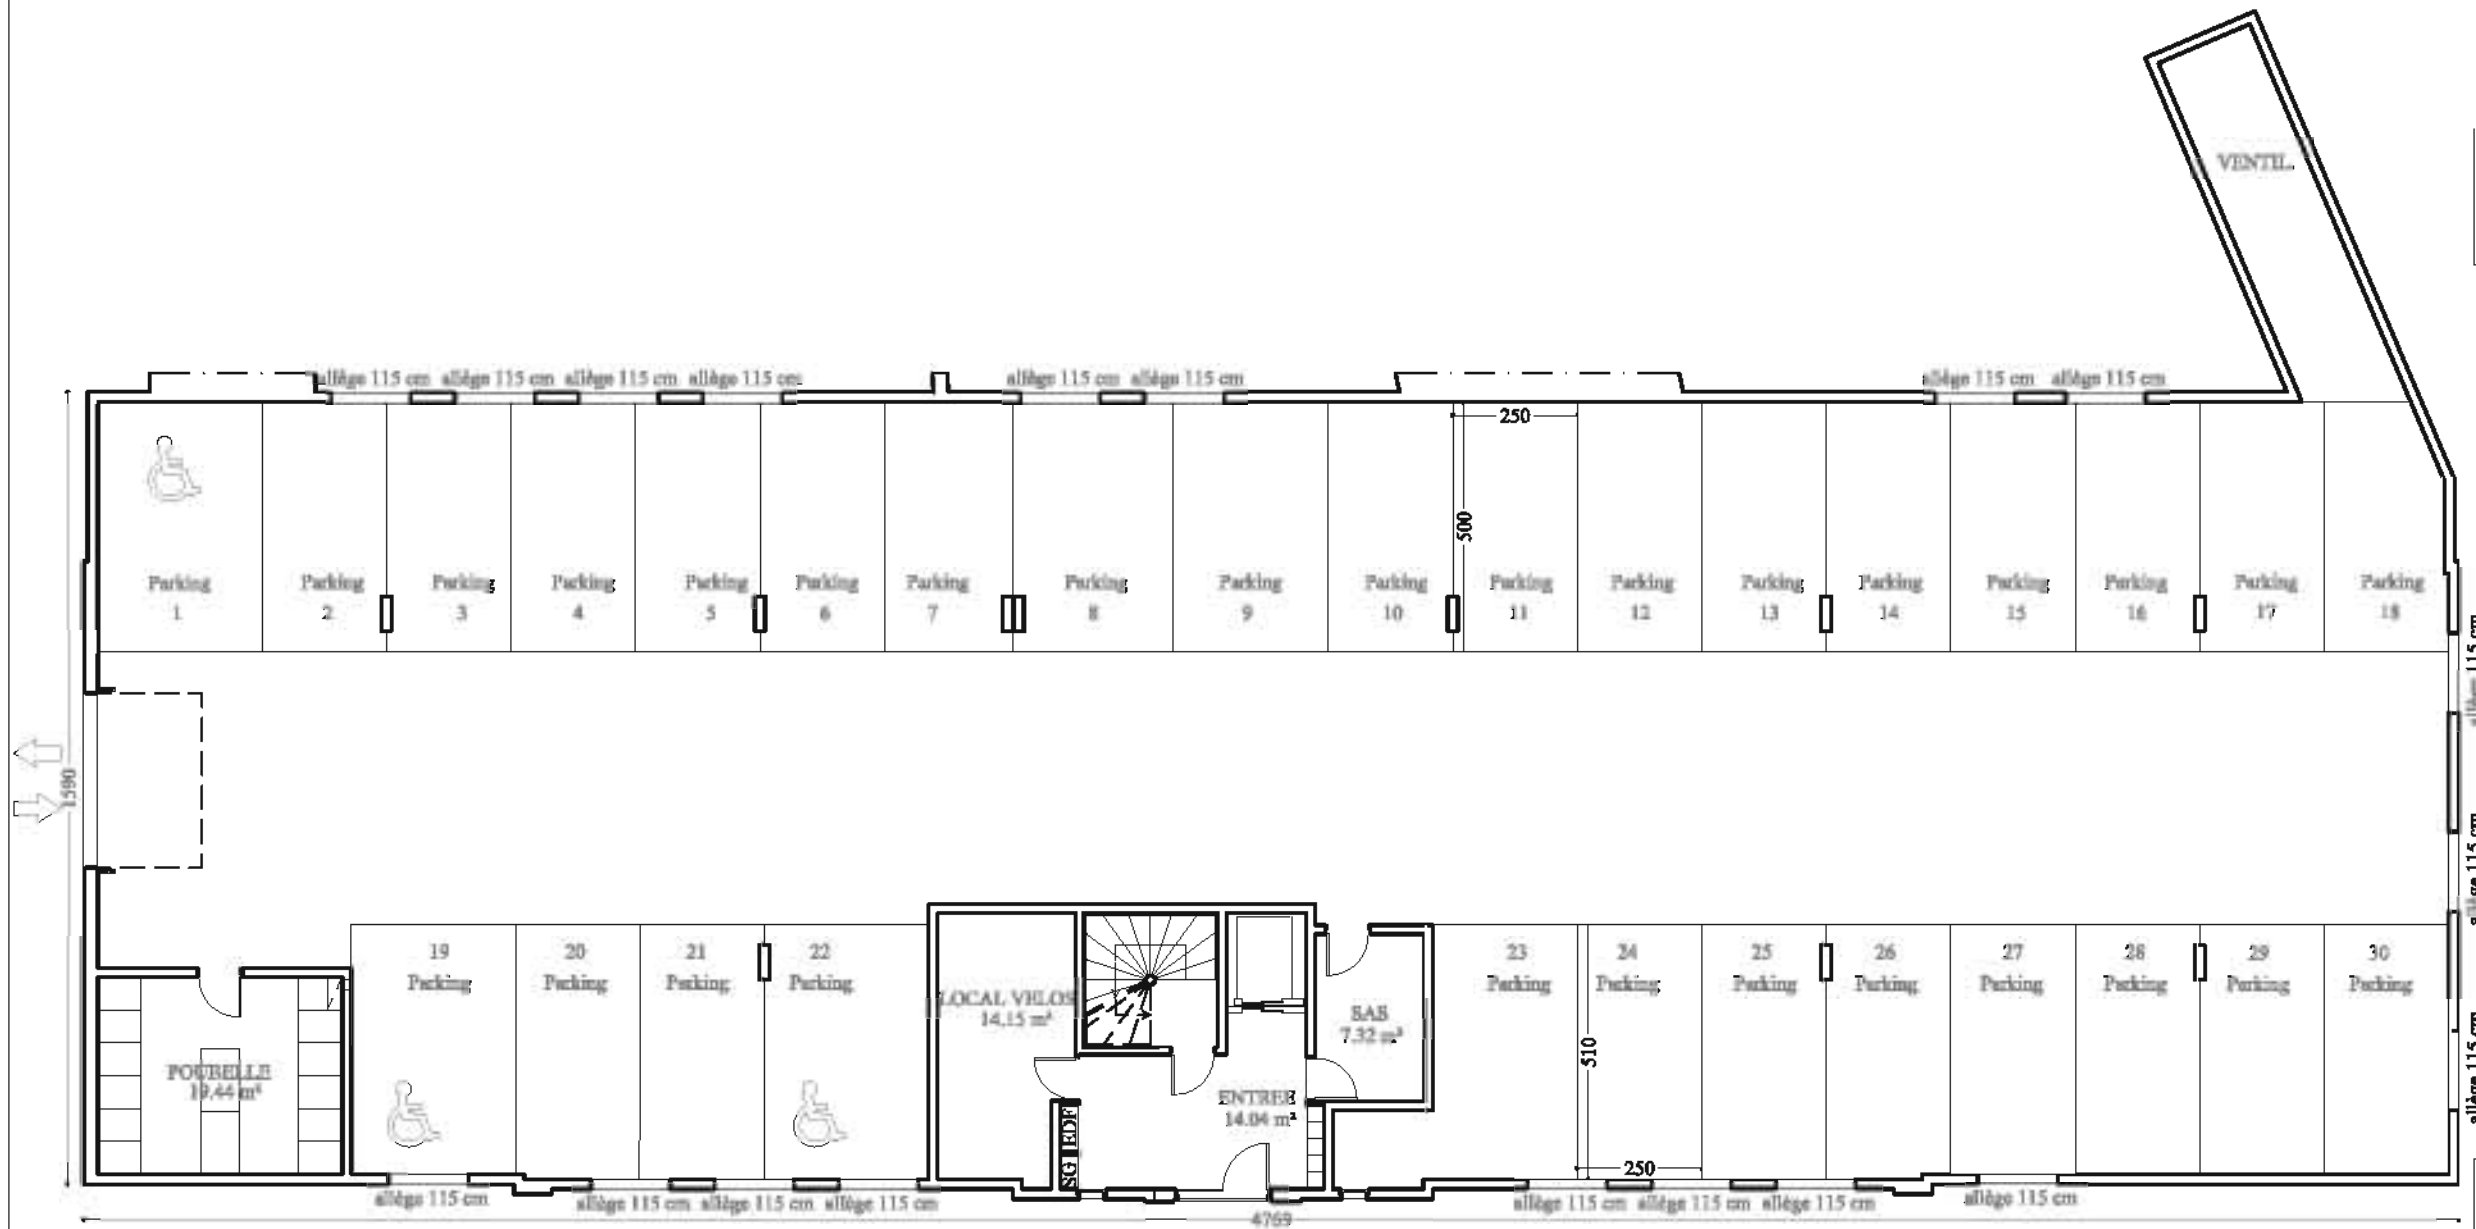 VENTIL.
allège 115 cm allège 115 cm allège 115 cm allège 115 cm
allège 115 cm allège 115 cm
allège 115 cm allège 115 cm
250
500
Parking
1
Parking
2
Parking
3
Parking
4
Parking
5
Parking
6
Parking
7
Parking
8
Parking
9
Parking
10
Parking
11
Parking
12
Parking
13
Parking
14
Parking
15
Parking
16
Parking
17
Parking
18
allège 115 cm
allège 115 cm
allège 115 cm
1590
19
Parking
20
Parking
21
Parking
22
Parking
LOCAL VELOS
14.15 m²
SAS
7.32 m²
23
Parking
24
Parking
25
Parking
26
Parking
27
Parking
28
Parking
29
Parking
30
Parking
POUBELLE
19.44 m²
ENTREE
14.04 m²
SG EDF
510
250
allège 115 cm
allège 115 cm allège 115 cm allège 115 cm
allège 115 cm allège 115 cm allège 115 cm
allège 115 cm
4769